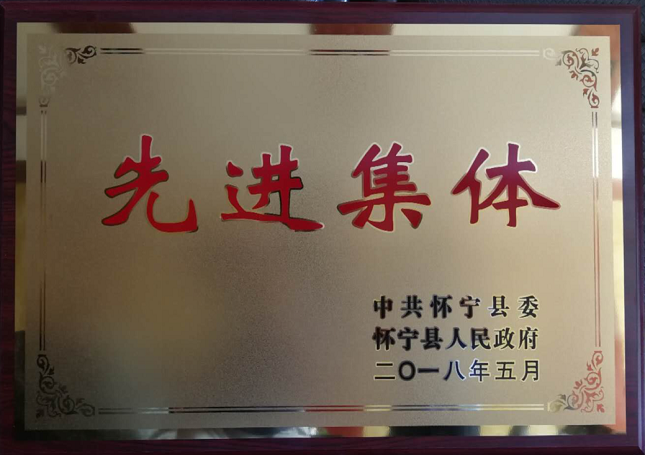 先进集体
中共怀宁县委
怀宁县人民政府
二〇一八年五月